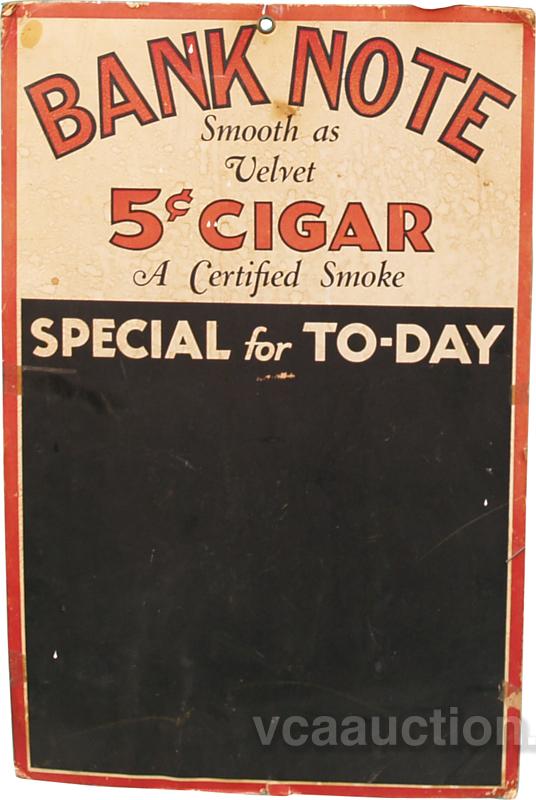 BANK NOTE
Smooth as
Velvet
5¢ CIGAR
A Certified Smoke
SPECIAL for TO-DAY
vcaauction.